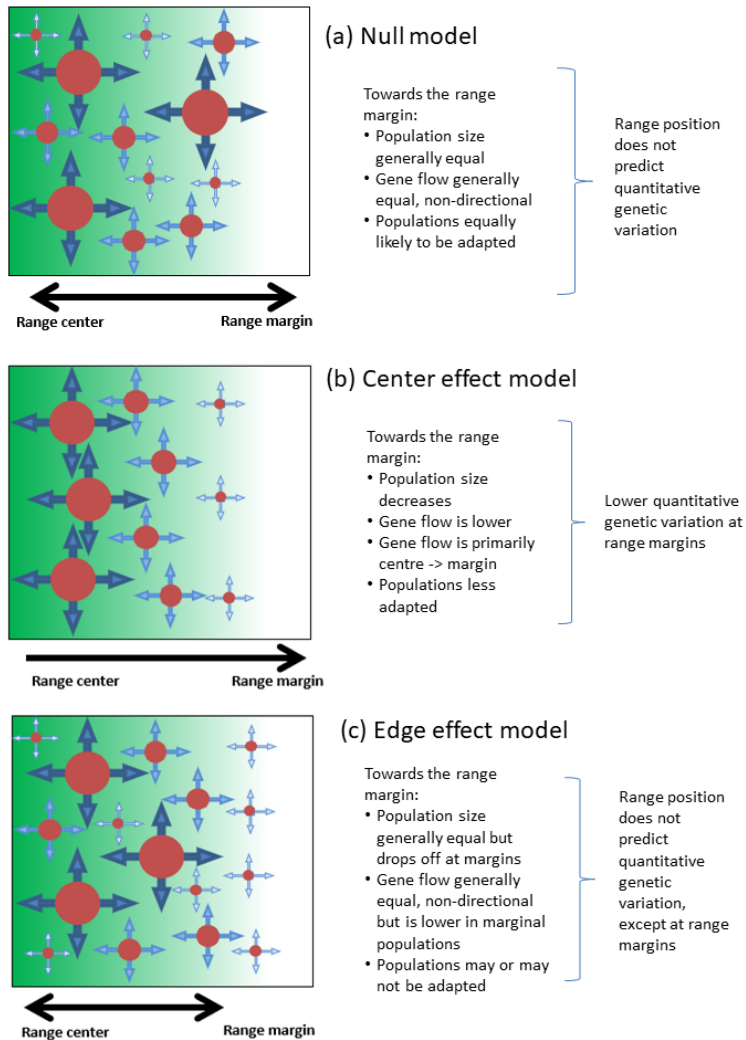 (a) Null model
Towards the range
margin:
• Population size
generally equal
• Gene flow generally
equal, non-directional
• Populations equally
likely to be adapted
Range position
does not
predict
quantitative
genetic
variation
Range center
Range margin
(b) Center effect model
Towards the range
margin:
• Population size
decreases
• Gene flow is lower
• Gene flow is primarily
centre -> margin
• Populations less
adapted
Lower quantitative
genetic variation at
range margins
Range center
Range margin
(c) Edge effect model
Towards the range
margin:
• Population size
generally equal but
drops off at margins
• Gene flow generally
equal, non-directional
but is lower in marginal
populations
• Populations may or may
not be adapted
Range position
does not
predict
quantitative
genetic
variation,
except at range
margins
Range center
Range margin